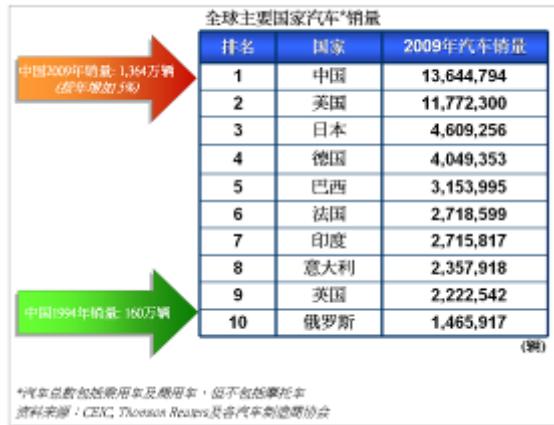 全球主要国家汽车*销量
排名 国家 2009年汽车销量
中国2009年销量: 1,364万辆
(按年增加
1 中国 13,644,794
2 美国 11,772,300
3 日本 4,609,256
4 德国 4,049,353
5 巴西 3,153,995
6 法国 2,718,599
7 印度 2,715,817
8 意大利 2,357,918
9 英国 2,222,542
中国1994年销量: 160万辆
10 俄罗斯 1,465,917
(辆)
*汽车总数包括乘用车及商用车，但不包括摩托车
资料来源：CEIC, Thomson Reuters及各汽车制造商协会